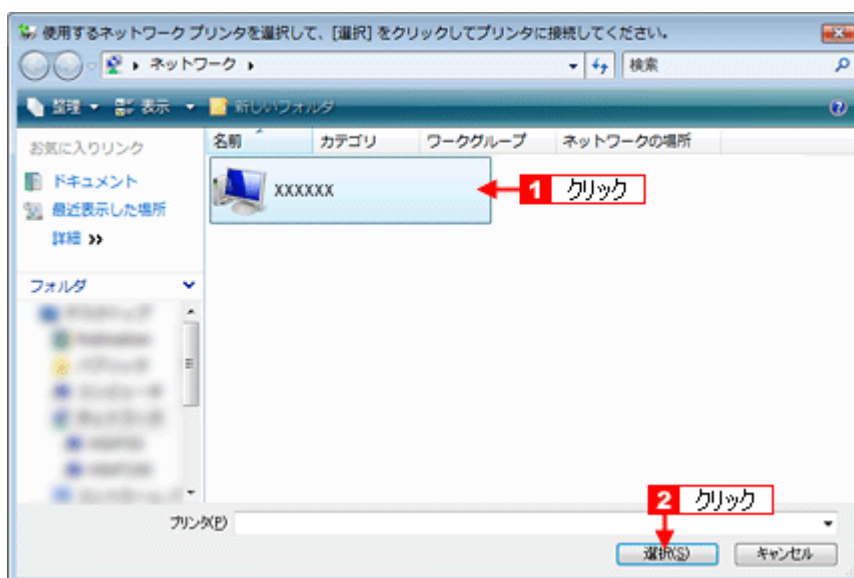 使用するネットワーク プリンタを選択して、[選択] をクリックしてプリンタに接続してください。
ネットワーク
検索
整理 表示 新しいフォルダ
お気に入りリンク
ドキュメント
最近表示した場所
詳細 »
フォルダ
名前 カテゴリ ワークグループ ネットワークの場所
XXXXXX
1 クリック
2 クリック
プリンタ(P)
選択(S) キャンセル